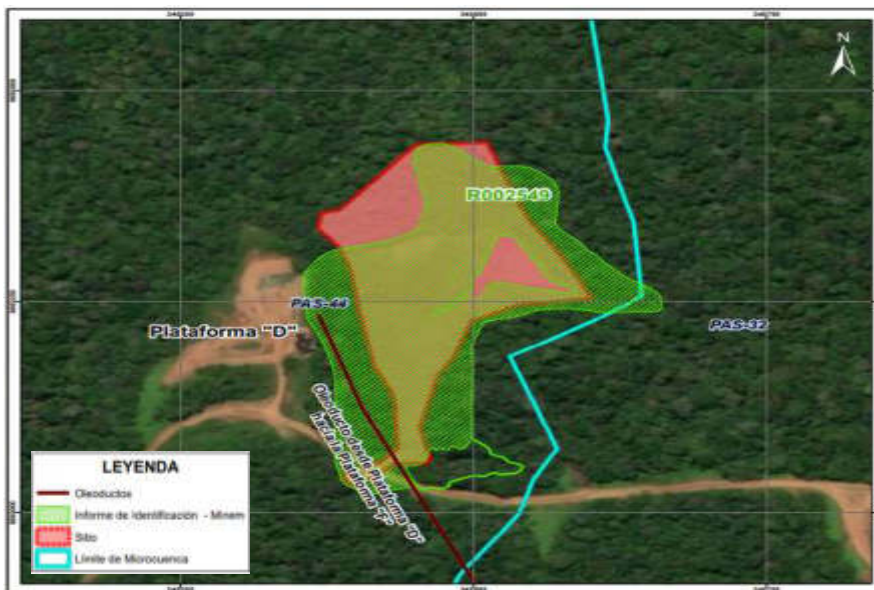 N
R002549
PAS-44
Plataforma "D"
PAS-32
Oleoducto desde Plataforma "D"
hacia la Plataforma "F"
LEYENDA
Oleoductos
Informe de Identificación - Minem
Sitio
Límite de Microcuenca